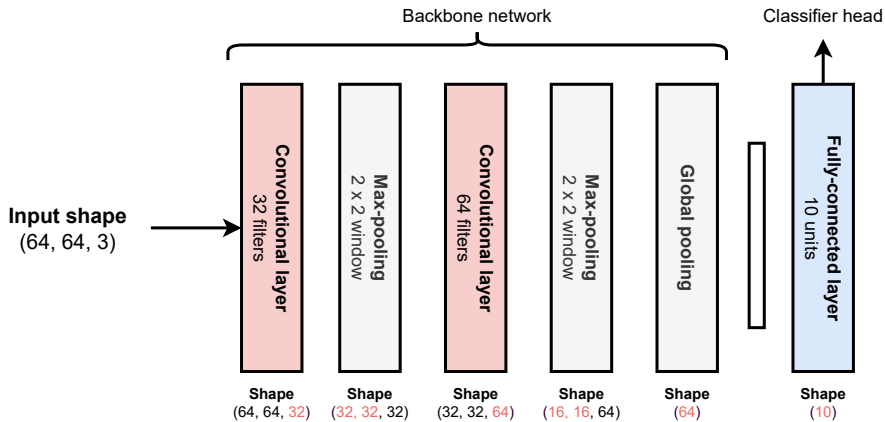 Backbone network
Classifier head
Input shape
(64, 64, 3)
Convolutional layer
32 filters
Max-pooling
2 x 2 window
Convolutional layer
64 filters
Max-pooling
2 x 2 window
Global pooling
Fully-connected layer
10 units
Shape
(64, 64, 32)
Shape
(32, 32, 32)
Shape
(32, 32, 64)
Shape
(16, 16, 64)
Shape
(64)
Shape
(10)